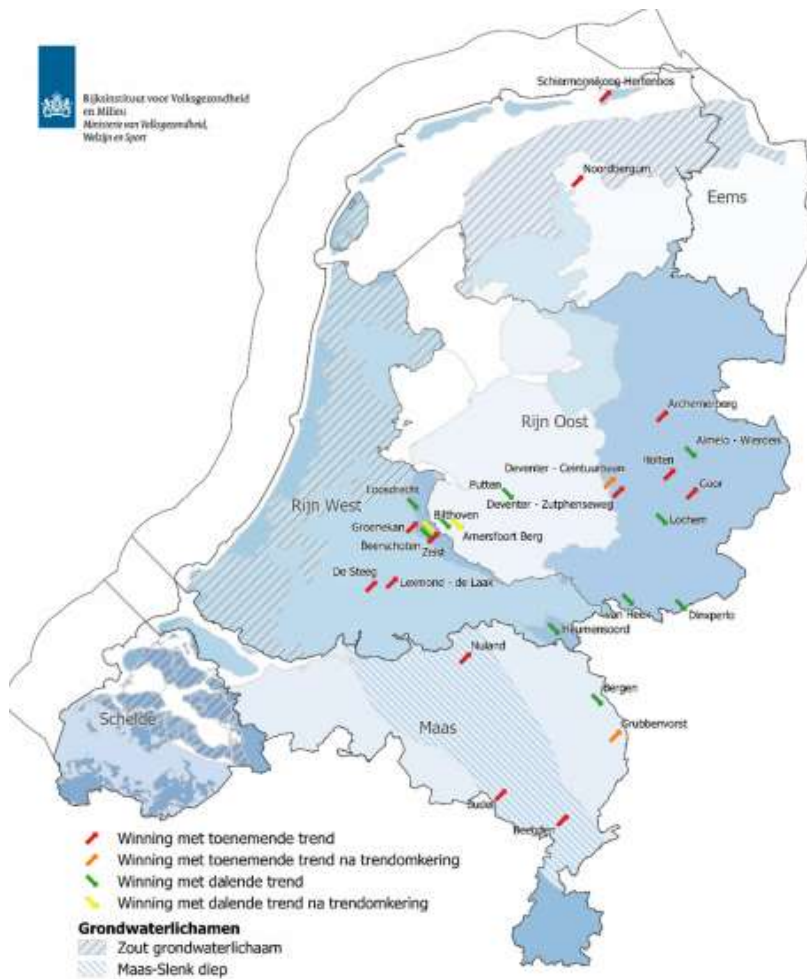 Rijksinstituut voor Volksgezondheid
en Milieu
Ministerie van Volksgezondheid,
Welzijn en Sport
Schiermonnikoog-Hertenbos
Noordbergum
Eems
Archemerberg
Rijn Oost
Almelo - Wierden
Deventer - Ceintuurbaan
Holten
Putten
Goor
Loosdrecht
Deventer - Zutphenseweg
Rijn West
Bilthoven
Lochem
Groenekan
Amersfoort Berg
Beerschoten
Zeist
De Steeg
Lexmond - de Laak
van Heek
Dinxperlo
Heumensoord
Nuland
Bergen
Schelde
Maas
Grubbenvorst
Budel
Beegden
Winning met toenemende trend
Winning met toenemende trend na trendomkering
Winning met dalende trend
Winning met dalende trend na trendomkering
Grondwaterlichamen
Zout grondwaterlichaam
Maas-Slenk diep